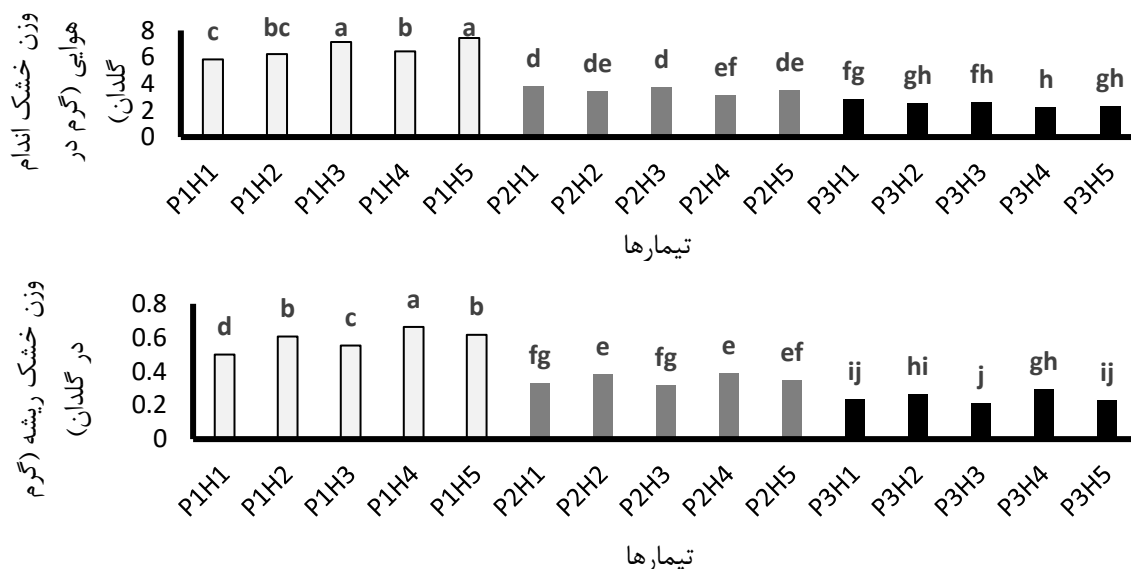 وزن خشک اندام
هوایی (گرم در
گلدان)
8
6
4
2
0
c bc a b a d de d ef de fg gh fh h gh
P1H1 P1H2 P1H3 P1H4 P1H5 P2H1 P2H2 P2H3 P2H4 P2H5 P3H1 P3H2 P3H3 P3H4 P3H5
تیمارها
وزن خشک ریشه (گرم
در گلدان)
0.8
0.6
0.4
0.2
0
d b c a b fg e fg e ef ij hi j gh ij
P1H1 P1H2 P1H3 P1H4 P1H5 P2H1 P2H2 P2H3 P2H4 P2H5 P3H1 P3H2 P3H3 P3H4 P3H5
تیمارها